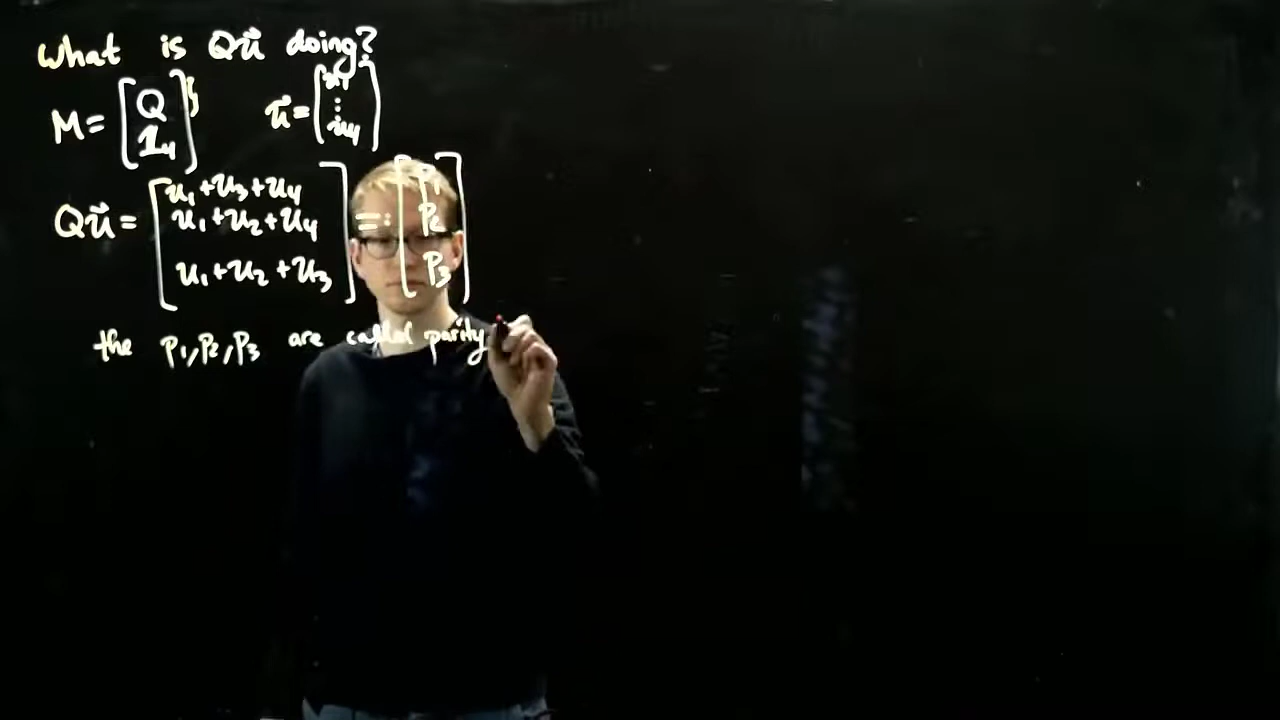 What is Qu⃗ doing?
M = [Q 1₄] u⃗ = [u₁ ⋮ u₄]
Qu⃗ = [u₁+u₃+u₄ =: [p₁
u₁+u₂+u₄ p₂
u₁+u₂+u₃] p₃]
the p₁,p₂,p₃ are called parity